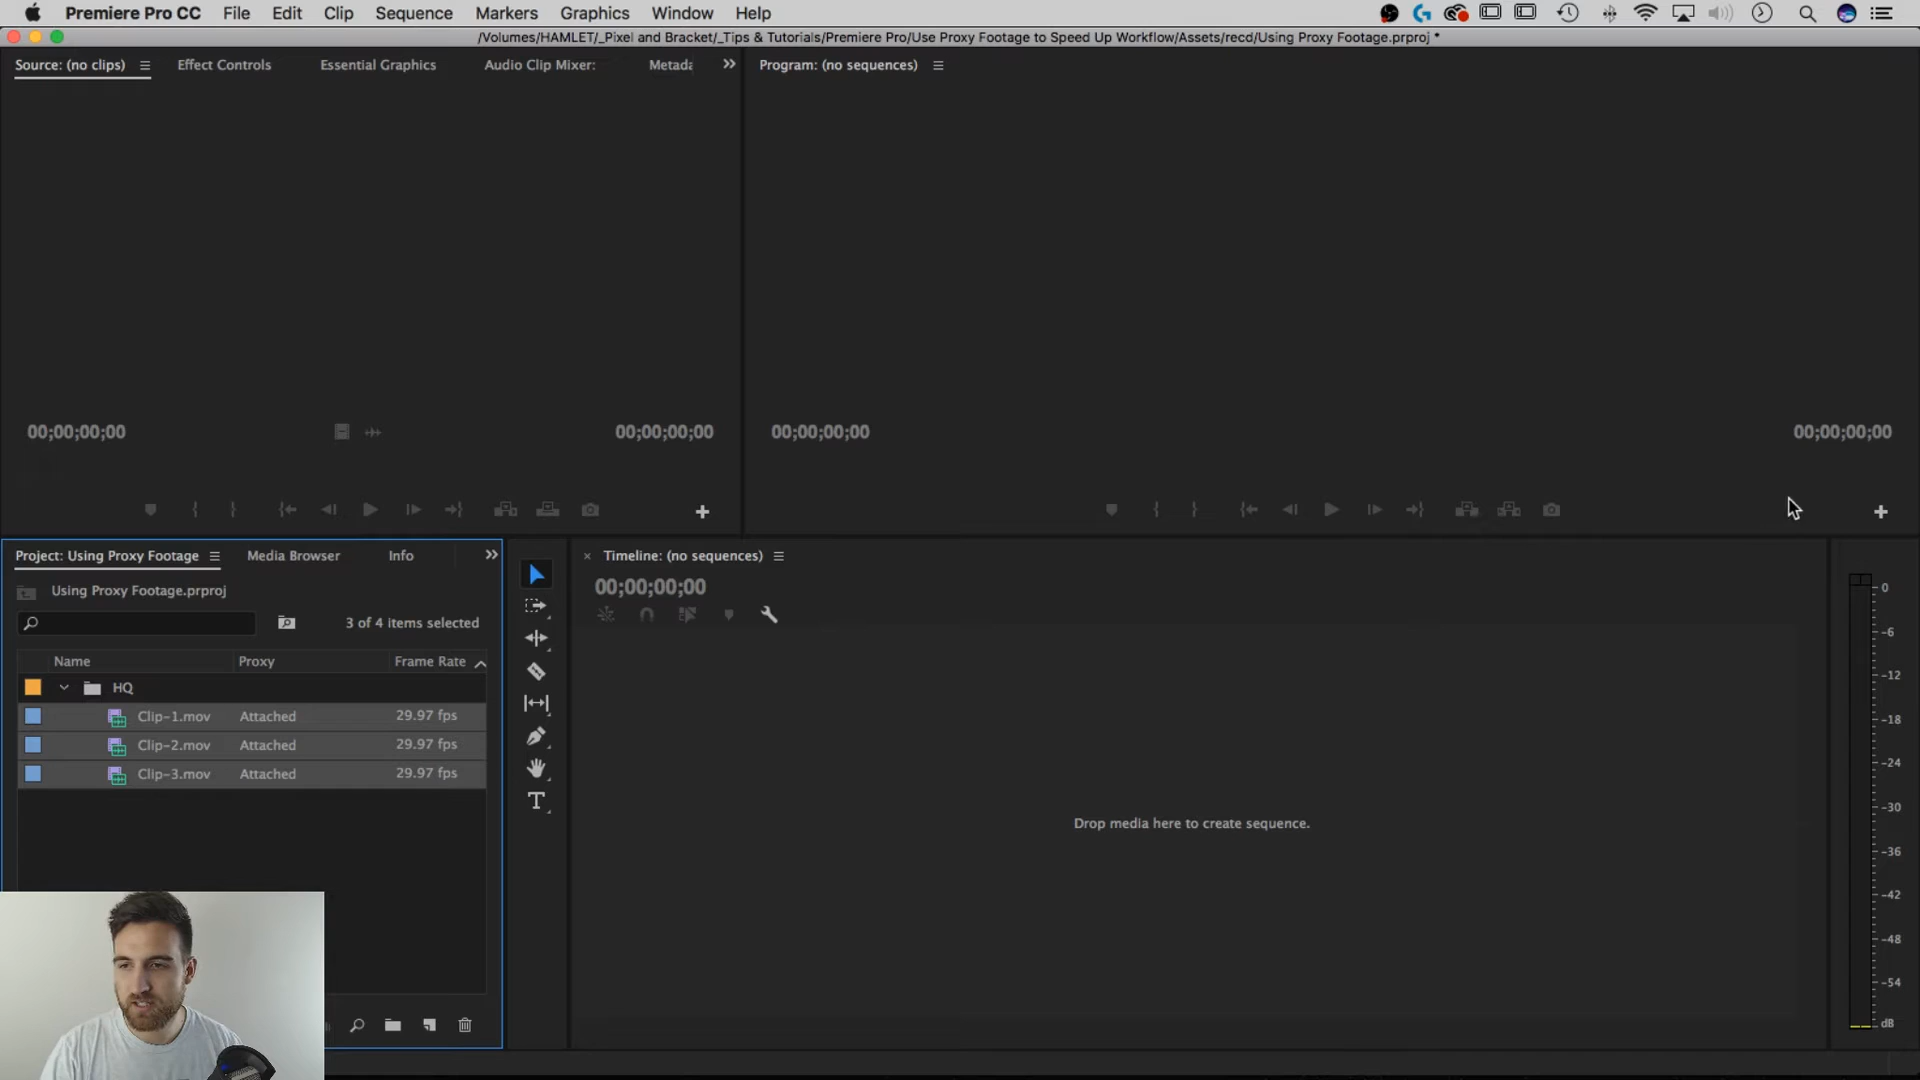 Premiere Pro CC File Edit Clip Sequence Markers Graphics Window Help
/Volumes/HAMLET/_Pixel and Bracket/_Tips & Tutorials/Premiere Pro/Use Proxy Footage to Speed Up Workflow/Assets/recd/Using Proxy Footage.prproj *
Source: (no clips) Effect Controls Essential Graphics Audio Clip Mixer: Metada
Program: (no sequences)
00;00;00;00 00;00;00;00
00;00;00;00 00;00;00;00
Project: Using Proxy Footage Media Browser Info
Using Proxy Footage.prproj
3 of 4 items selected
Name Proxy Frame Rate
HQ
Clip-1.mov Attached 29.97 fps
Clip-2.mov Attached 29.97 fps
Clip-3.mov Attached 29.97 fps
Timeline: (no sequences)
00;00;00;00
Drop media here to create sequence.
0
-6
-12
-18
-24
-30
-36
-42
-48
-54
dB